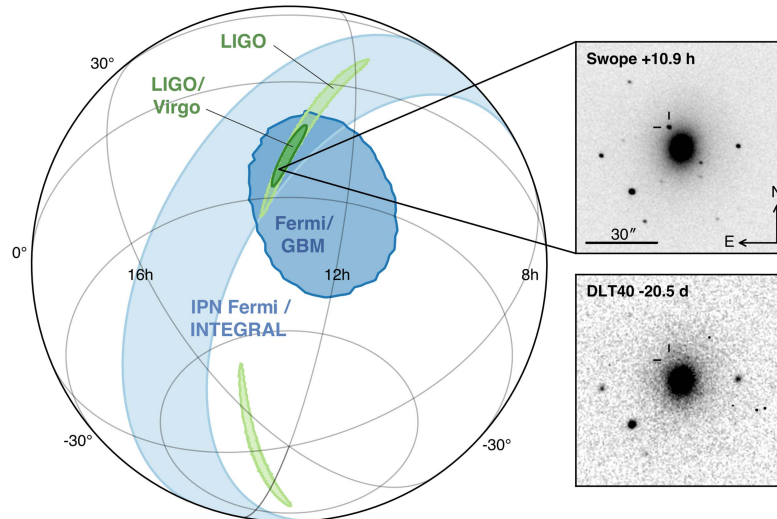 LIGO
LIGO/
Virgo
Fermi/
GBM
IPN Fermi /
INTEGRAL
30°
0°
-30°
-30°
16h
12h
8h
Swope +10.9 h
30″
N
E
DLT40 -20.5 d